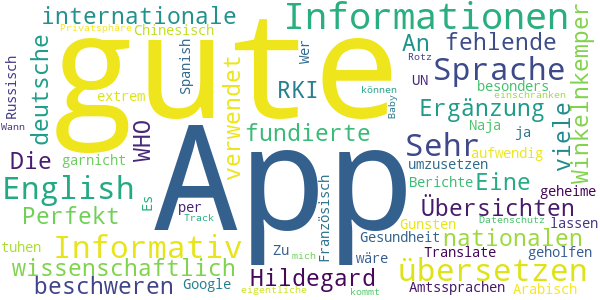 Privatsphäre
Chinesisch
internationale
Informationen
An
fehlende
Winkelnkemper
Russisch
Wann
deutsche
gute
Spanish
Wer
RKI
können
Baby
Rotz
UN
Sprache
besonders
einschränken
extrem
verwendet
Ergänzung
viele
WHO
App
fundierte
Sehr
Naja
ja
aufwendig
Die
garnicht
umzusetzen
English
Es
Französisch
Berichte
Eine
geheime
Perfekt
per
Track
Übersichten
Gunsten
Datenschutz
lassen
tuhen
Informativ
Zu
Gesundheit
nationalen
geholfen
wissenschaftlich
mich
wäre
Translate
beschweren
Google
Hildegard
eigentliche
kommt
übersetzen
Amtssprachen
Arabisch